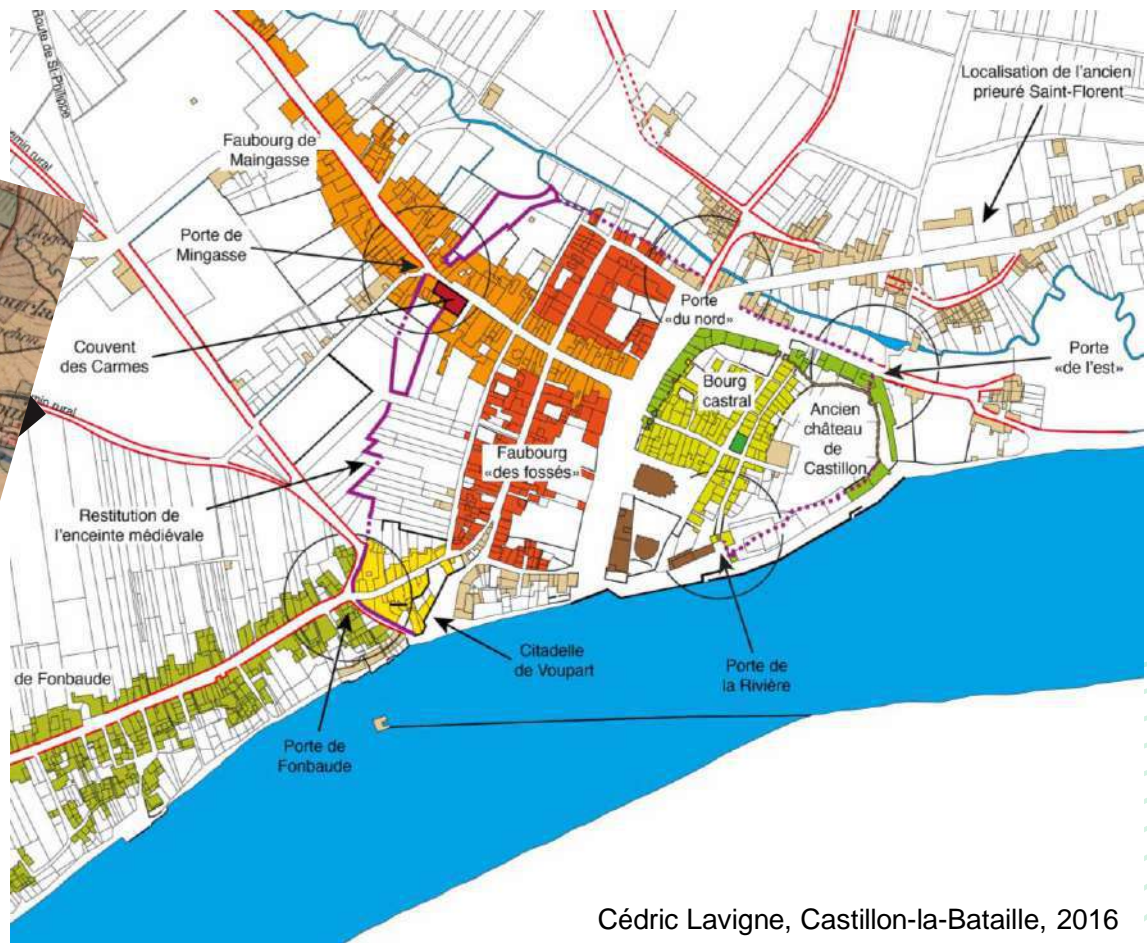 Route de St-Philippe
Localisation de l'ancien
prieuré Saint-Florent
Faubourg de
Maingasse
rural
Porte de
Mingasse
Porte
«du nord»
Couvent
des Carmes
Porte
«de l'est»
Bourg
castral
Ancien
château
de
Castillon
rural
Faubourg
«des fossés»
Restitution de
l'enceinte médiévale
Citadelle
de Voupart
Porte de
la Rivière
de Fonbaude
Porte de
Fonbaude
Cédric Lavigne, Castillon-la-Bataille, 2016